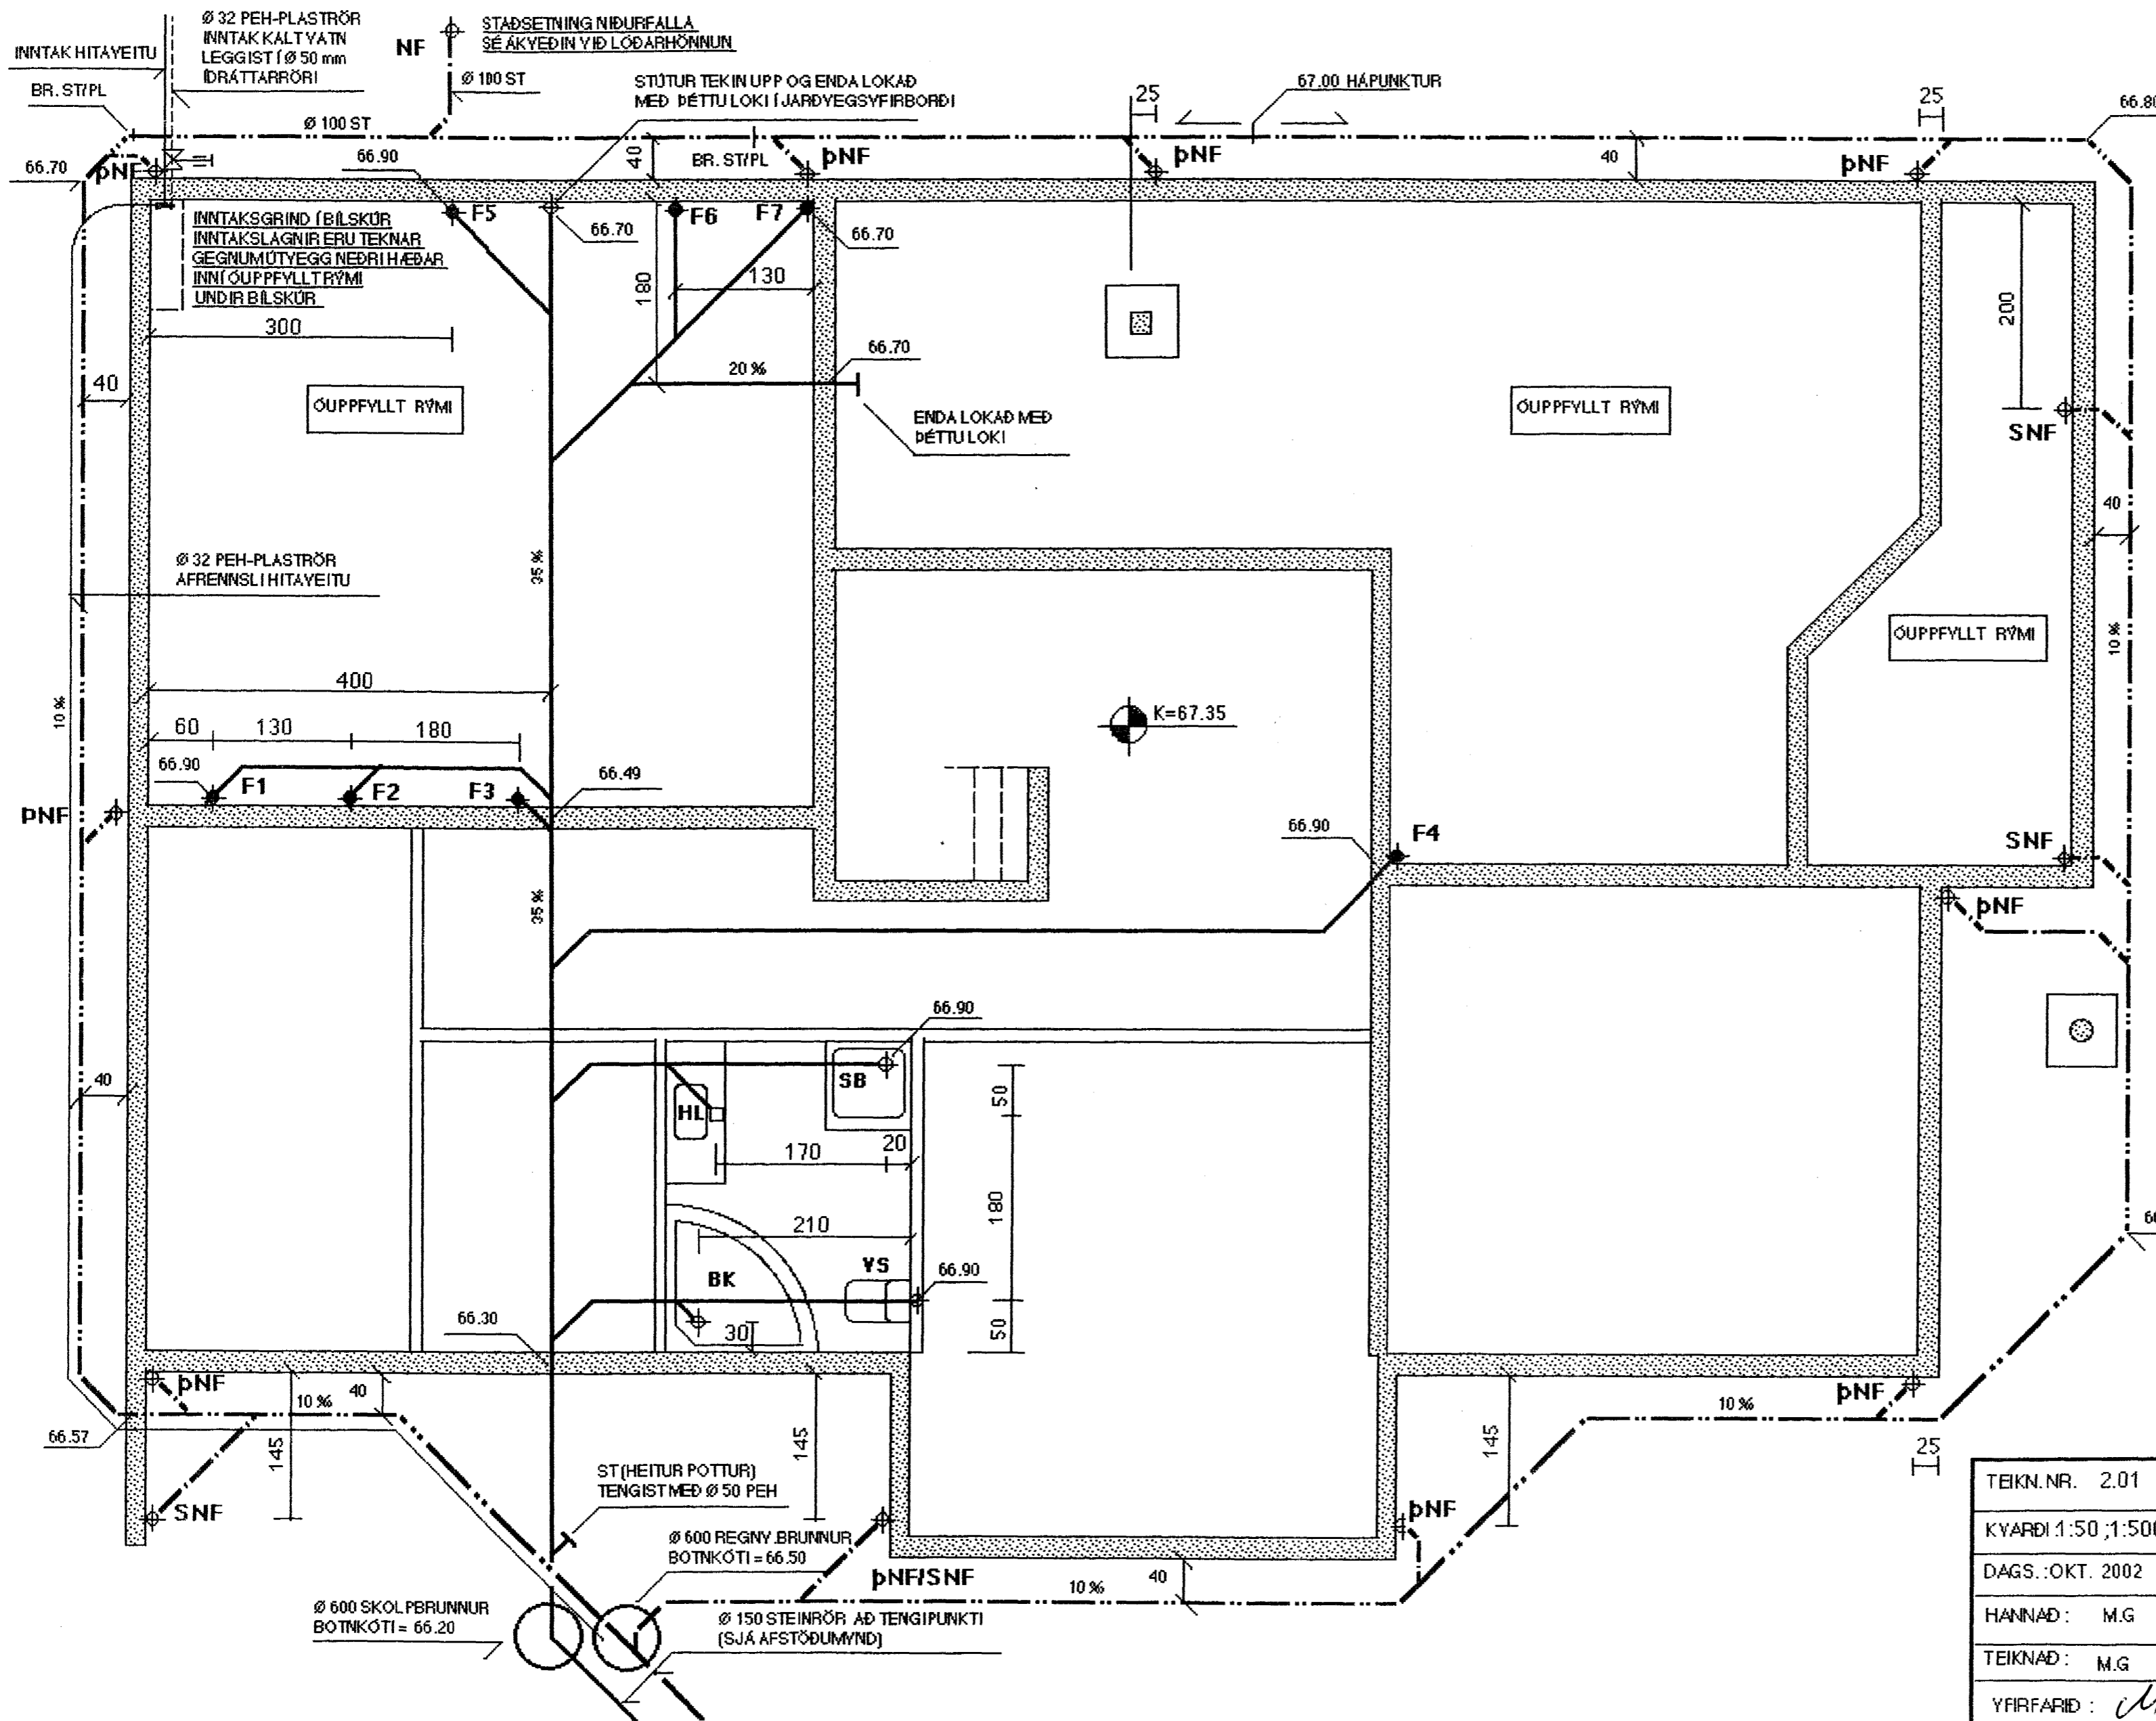 Ø 32 PEH-PLASTRÖR
INNTAK KALT VATN
LEGGIST Í Ø 50 mm
ÍDRÁTTARRÖRI
INNTAK HITAVEITU
BR. ST/PL
NF
STAÐSETNING NIÐURFALLA
SÉ ÁKVEÐIN VIÐ LÓÐARHÖNNUN
Ø 100 ST
STÚTUR TEKIN UPP OG ENDA LOKAÐ
MEÐ ÞÉTTU LOKI Í JARÐVEGSYFIRBORÐI
67.00 HÁPUNKTUR
25
25
66.80
Ø 100 ST
66.90
40
BR. ST/PL
þNF
þNF
40
þNF
66.70
þNF
INNTAKSGRIND Í BÍLSKÚR
INNTAKSLAGNIR ERU TEKNAR
GEGNUM ÚTVEGG NEÐRI HÆÐAR
INN Í ÓUPPFYLLT RÝMI
UNDIR BÍLSKÚR
F5
66.70
F6
F7
66.70
180
130
300
200
40
20 %
66.70
ÓUPPFYLLT RÝMI
ENDA LOKAÐ MEÐ
ÞÉTTU LOKI
ÓUPPFYLLT RÝMI
SNF
40
Ø 32 PEH-PLASTRÖR
AFRENNSLI HITAVEITU
35 %
ÓUPPFYLLT RÝMI
10 %
400
10 %
60
130
180
K=67.35
66.90
F1
F2
F3
66.49
ÞNF
66.90
F4
SNF
35 %
þNF
66.90
40
SB
HL
50
170
20
180
210
BK
VS
66.90
66.30
30
50
þNF
10 %
40
66.57
145
SNF
145
145
þNF
10 %
25
ST (HEITUR POTTUR)
TENGIST MEÐ Ø 50 PEH
Ø 600 REGNV.BRUNNUR
BOTNKÓTI = 66.50
þNF
þNF/SNF
10 %
40
Ø 600 SKOLPBRUNNUR
BOTNKÓTI = 66.20
Ø 150 STEINRÖR AÐ TENGIPUNKTI
(SJÁ AFSTÖÐUMYND)
TEIKN.NR. 2.01
KVARÐI 1:50 ;1:500
DAGS.:OKT. 2002
HANNAÐ : M.G
TEIKNAÐ : M.G
YFIRFARIÐ :